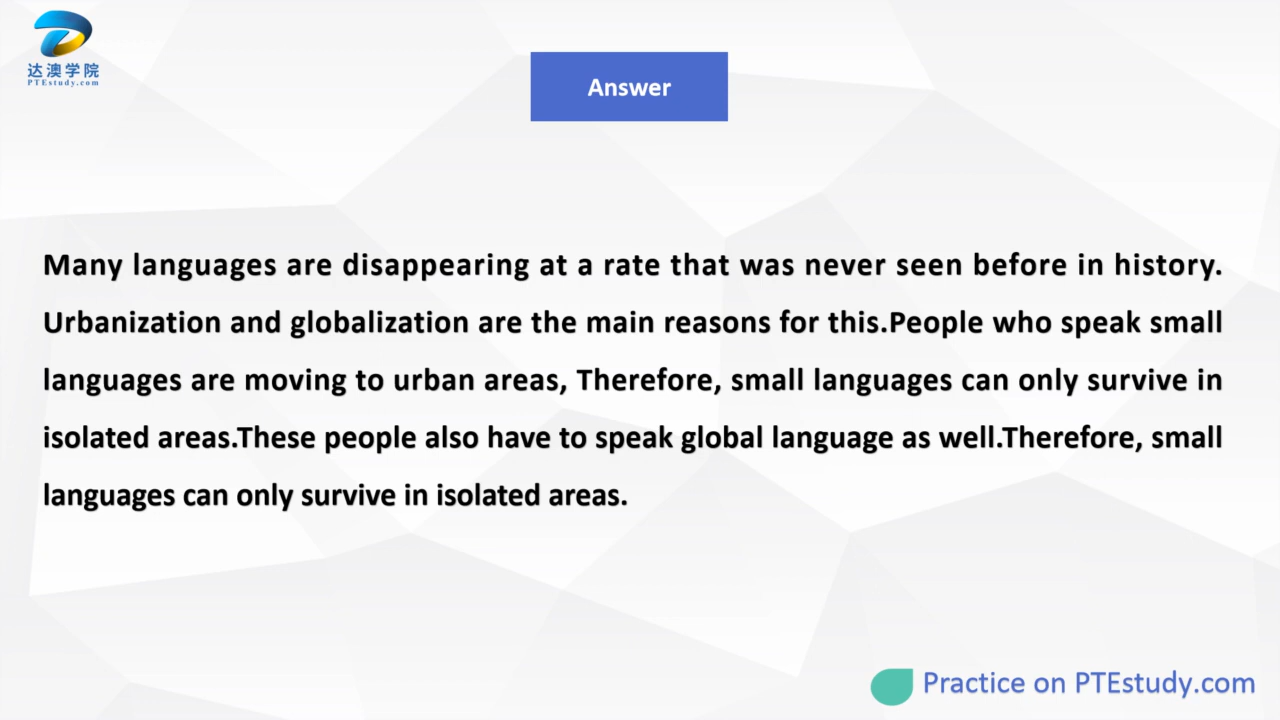 达澳学院
PTEstudy.com
Answer
Many languages are disappearing at a rate that was never seen before in history.
Urbanization and globalization are the main reasons for this.People who speak small
languages are moving to urban areas, Therefore, small languages can only survive in
isolated areas.These people also have to speak global language as well.Therefore, small
languages can only survive in isolated areas.
Practice on PTEstudy.com